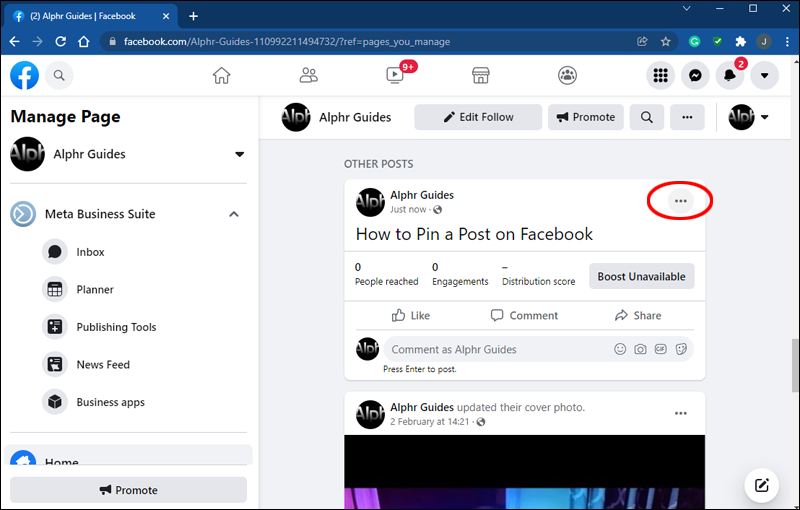 (2) Alphr Guides | Facebook
facebook.com/Alphr-Guides-110992211494732/?ref=pages_you_manage
J
9+
2
Manage Page
Alphr Guides
Meta Business Suite
Inbox
Planner
Publishing Tools
News Feed
Business apps
Home
Promote
Alphr Guides
Edit Follow
Promote
OTHER POSTS
Alphr Guides
Just now ·
How to Pin a Post on Facebook
0 0 –
People reached Engagements Distribution score
Boost Unavailable
Like Comment Share
Comment as Alphr Guides
GIF
Press Enter to post.
Alphr Guides updated their cover photo.
2 February at 14:21 ·